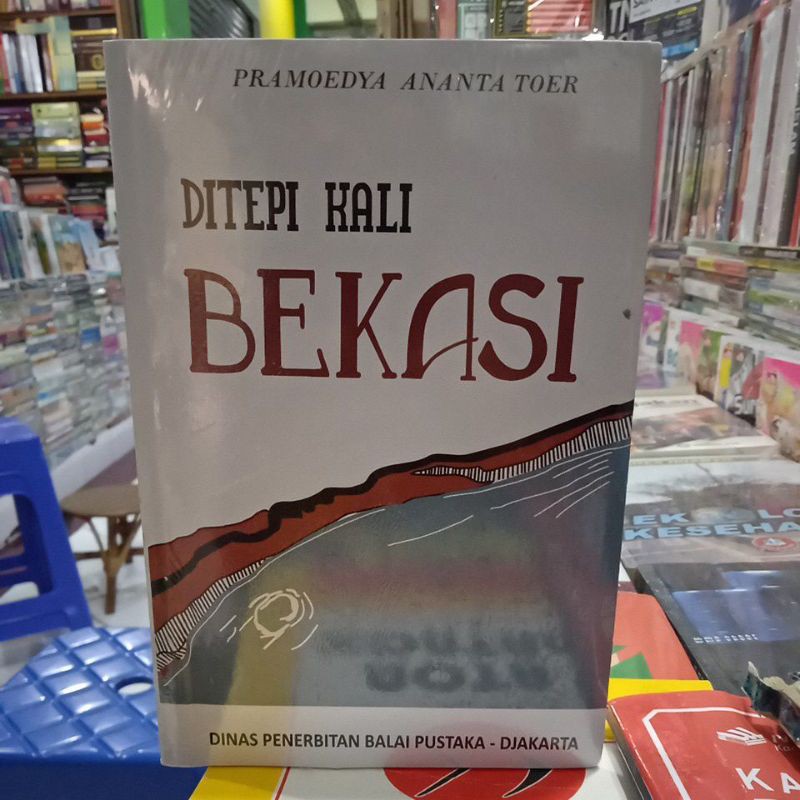 PRAMOEDYA ANANTA TOER
DITEPI KALI
BEKASI
DINAS PENERBITAN BALAI PUSTAKA - DJAKARTA